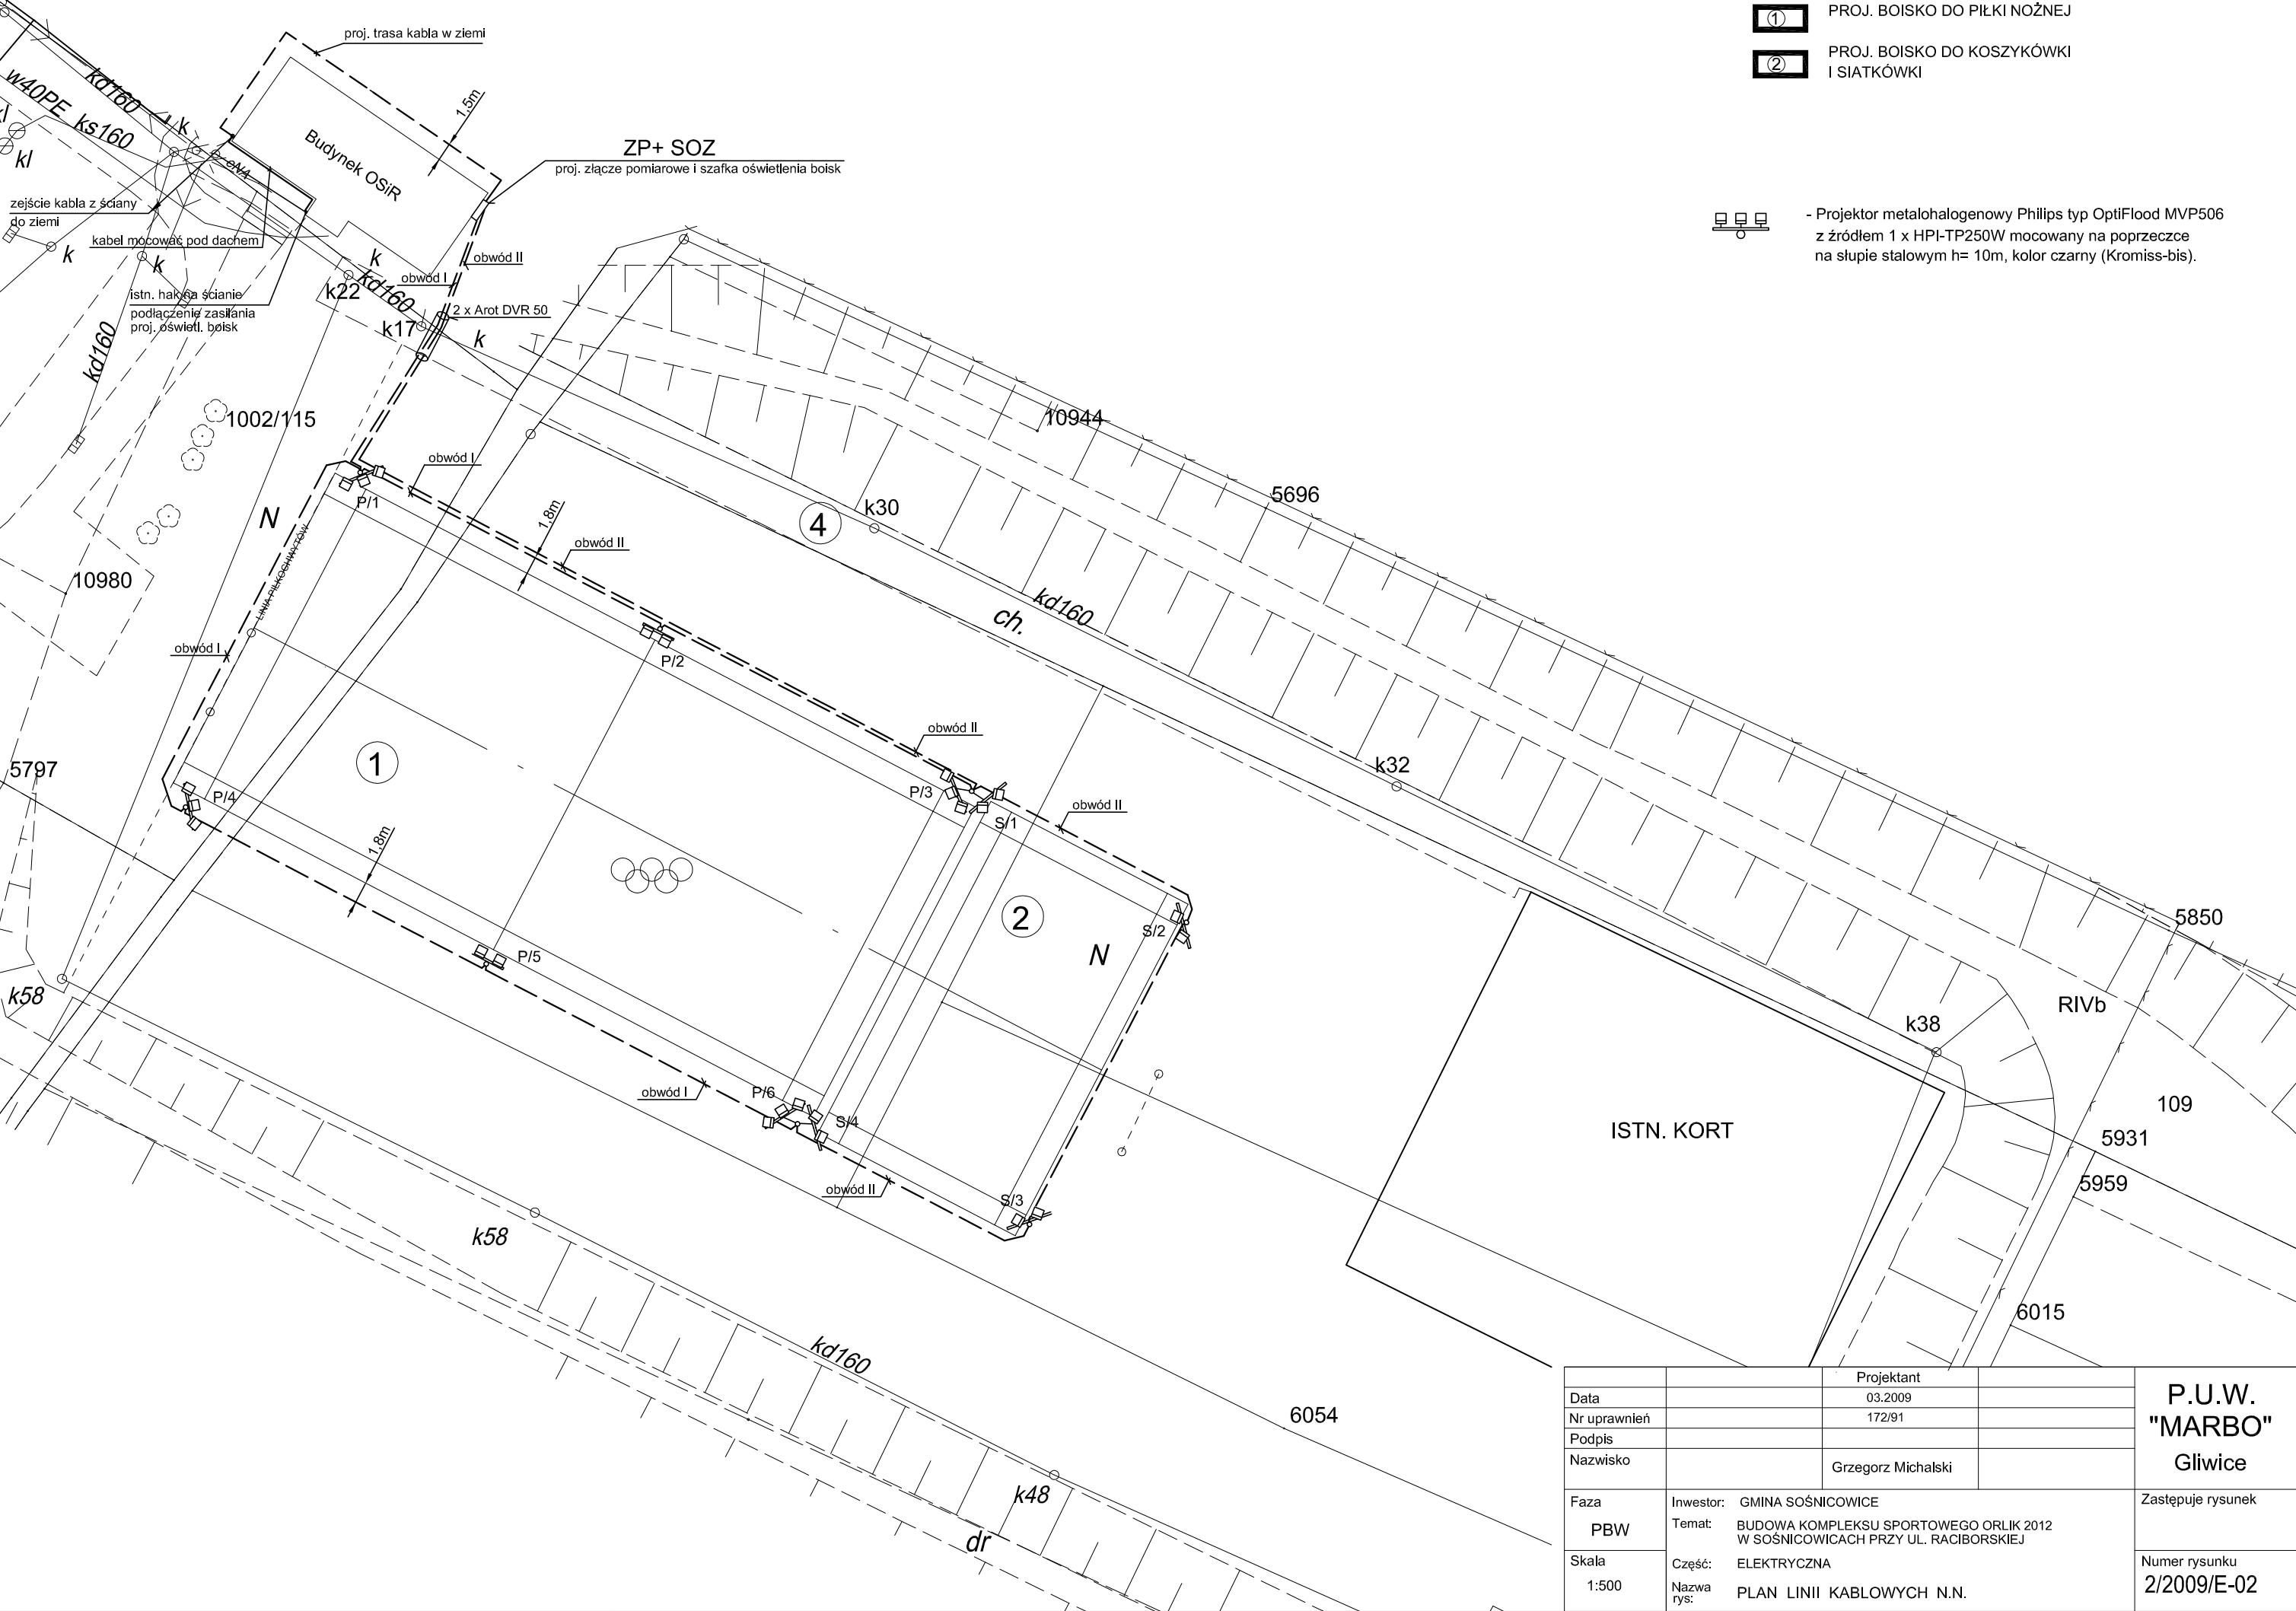 ① PROJ. BOISKO DO PIŁKI NOŻNEJ
② PROJ. BOISKO DO KOSZYKÓWKI
I SIATKÓWKI
- Projektor metalohalogenowy Philips typ OptiFlood MVP506
z źródłem 1 x HPI-TP250W mocowany na poprzeczce
na słupie stalowym h= 10m, kolor czarny (Kromiss-bis).
proj. trasa kabla w ziemi
1,5m
Budynek OSiR
ZP+ SOZ
proj. złącze pomiarowe i szafka oświetlenia boisk
kd160
w40PE
ks160
k
kl
kl
eNA
zejście kabla z ściany
do ziemi
kabel mocować pod dachem
k
k
k
istn. hak na ścianie
podłączenie zasilania
proj. oświetl. boisk
k22
kd160
obwód II
obwód I
2 x Arot DVR 50
k17
k
kd160
1002/115
10944
obwód I
P/1
N
LINIA PIŁKOCHWYTÓW
1,8m
obwód II
5696
k30
4
10980
kd160
ch.
obwód I
P/2
obwód II
5797
1
k32
P/4
P/3
S/1
obwód II
1,8m
2
S/2
N
5850
P/5
k58
RIVb
k38
obwód I
P/6
S/4
109
ISTN. KORT
5931
5959
obwód II
S/3
k58
6015
kd160
6054
k48
dr
Projektant
Data 03.2009
Nr uprawnień 172/91
Podpis
Nazwisko Grzegorz Michalski
P.U.W.
"MARBO"
Gliwice
Faza
PBW
Inwestor: GMINA SOŚNICOWICE
Temat: BUDOWA KOMPLEKSU SPORTOWEGO ORLIK 2012
W SOŚNICOWICACH PRZY UL. RACIBORSKIEJ
Zastępuje rysunek
Skala
1:500
Część: ELEKTRYCZNA
Nazwa
rys: PLAN LINII KABLOWYCH N.N.
Numer rysunku
2/2009/E-02